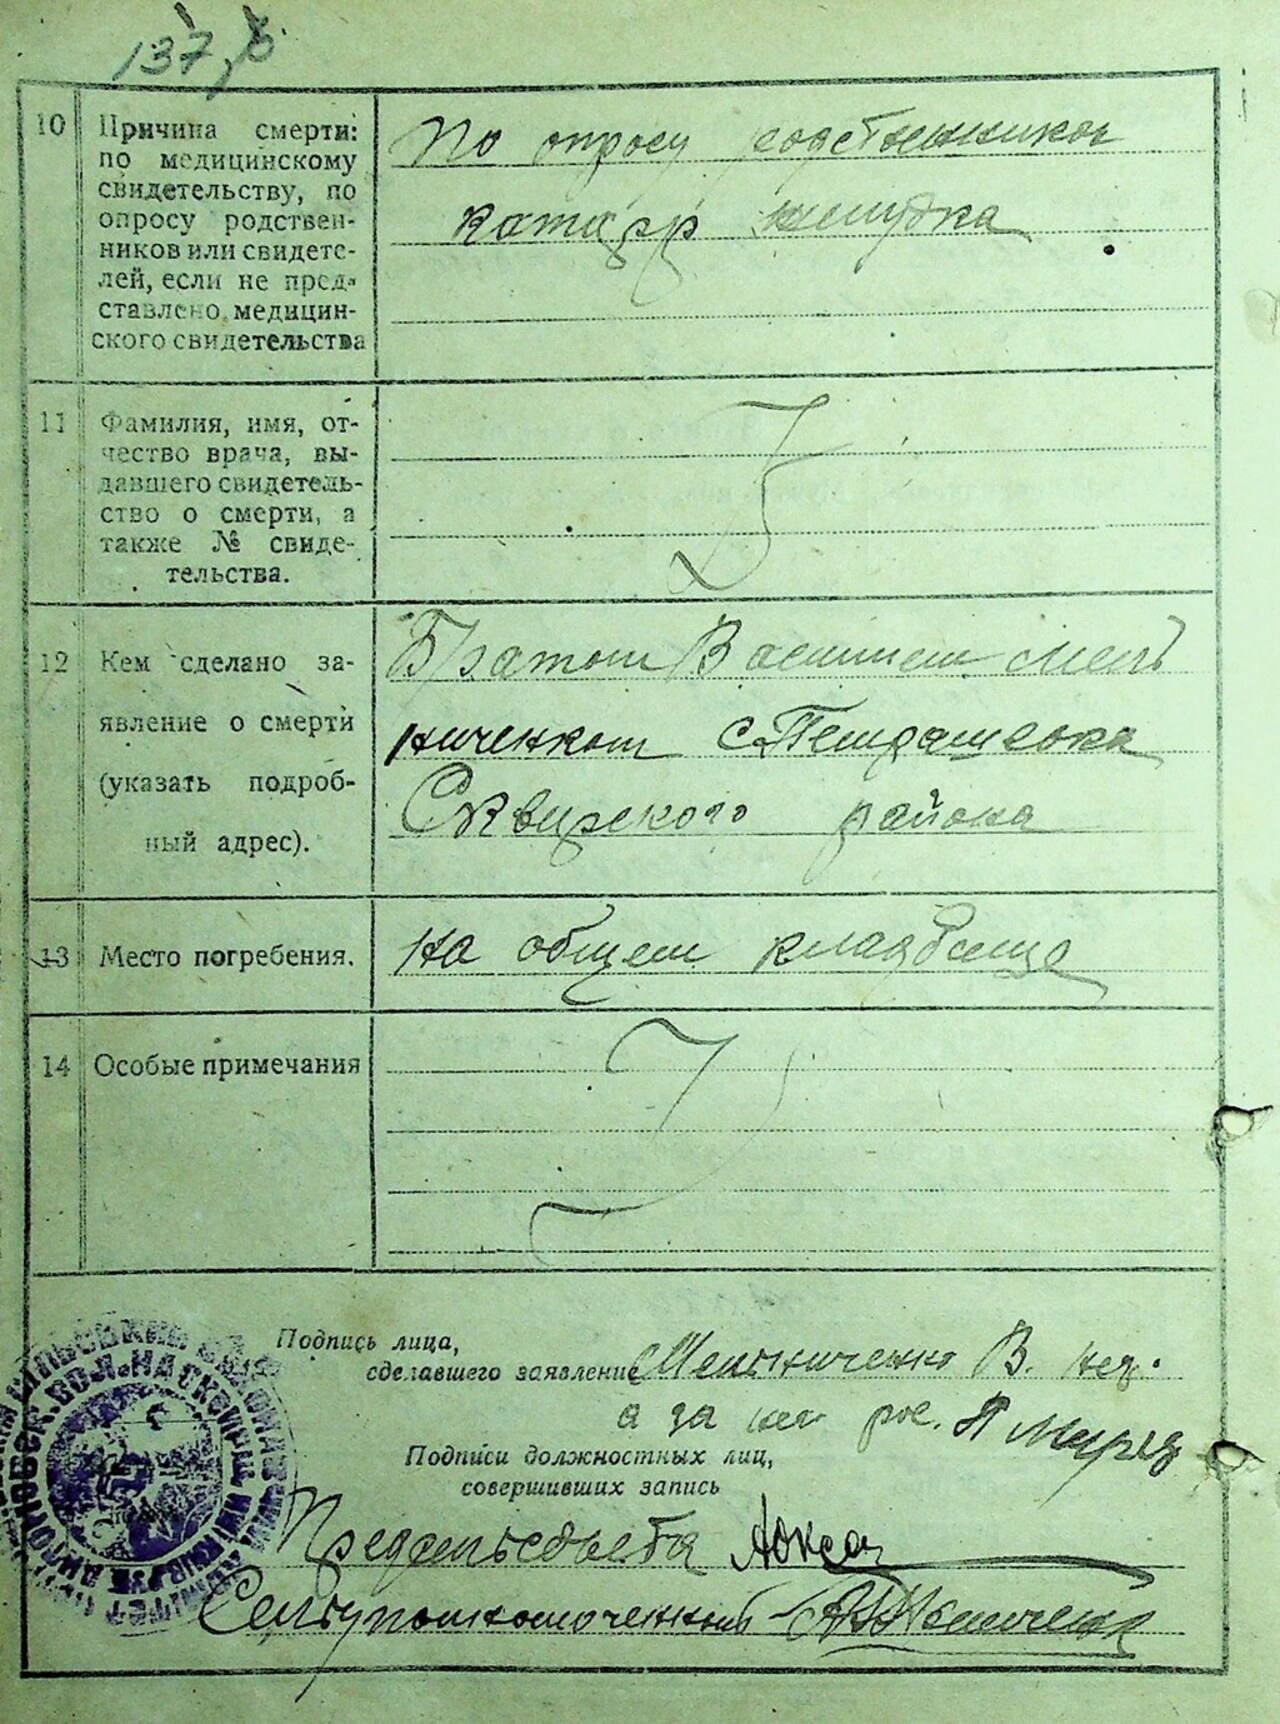 137,
10 Причина смерти:
по медицинскому
свидетельству, по
опросу родствен-
ников или свидете-
лей, если не пред-
ставлено медицин-
ского свидетельства
По опросу родственников
катарр желудка
11 Фамилия, имя, от-
чество врача, вы-
давшего свидетель-
ство о смерти, а
также № свиде-
тельства.
12 Кем сделано за-
явление о смерти
(указать подроб-
ный адрес).
Братом Василием Мель
ниченком с. Петрашевка
Сквирского района
13 Место погребения.
на общем кладбище
14 Особые примечания
Подпись лица,
сделавшего заявление Мельниченко В. нег.
а за нег рос. П
Подписи должностных лиц,
совершивших запись
Предсельсовета
Сельуполномоченный